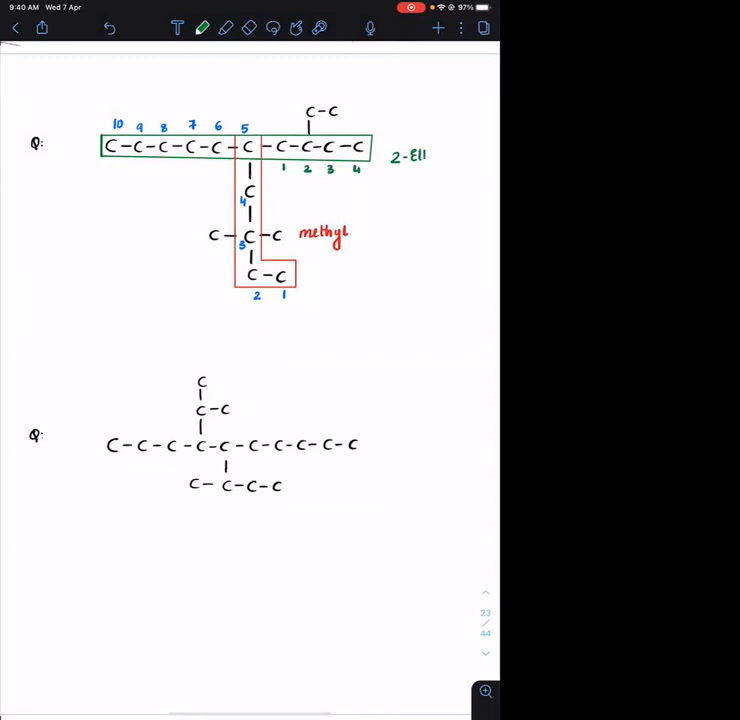 9:40 AM Wed 7 Apr 97%
T
C-C
10 9 8 7 6 5
Q: C-C-C-C-C-C-C-C-C-C
1 2 3 4
2-Ell
C
4
C-C-C methyl
3
C-C
2 1
C
C-C
Q: C-C-C-C-C-C-C-C-C-C
C-C-C-C
23
/
44